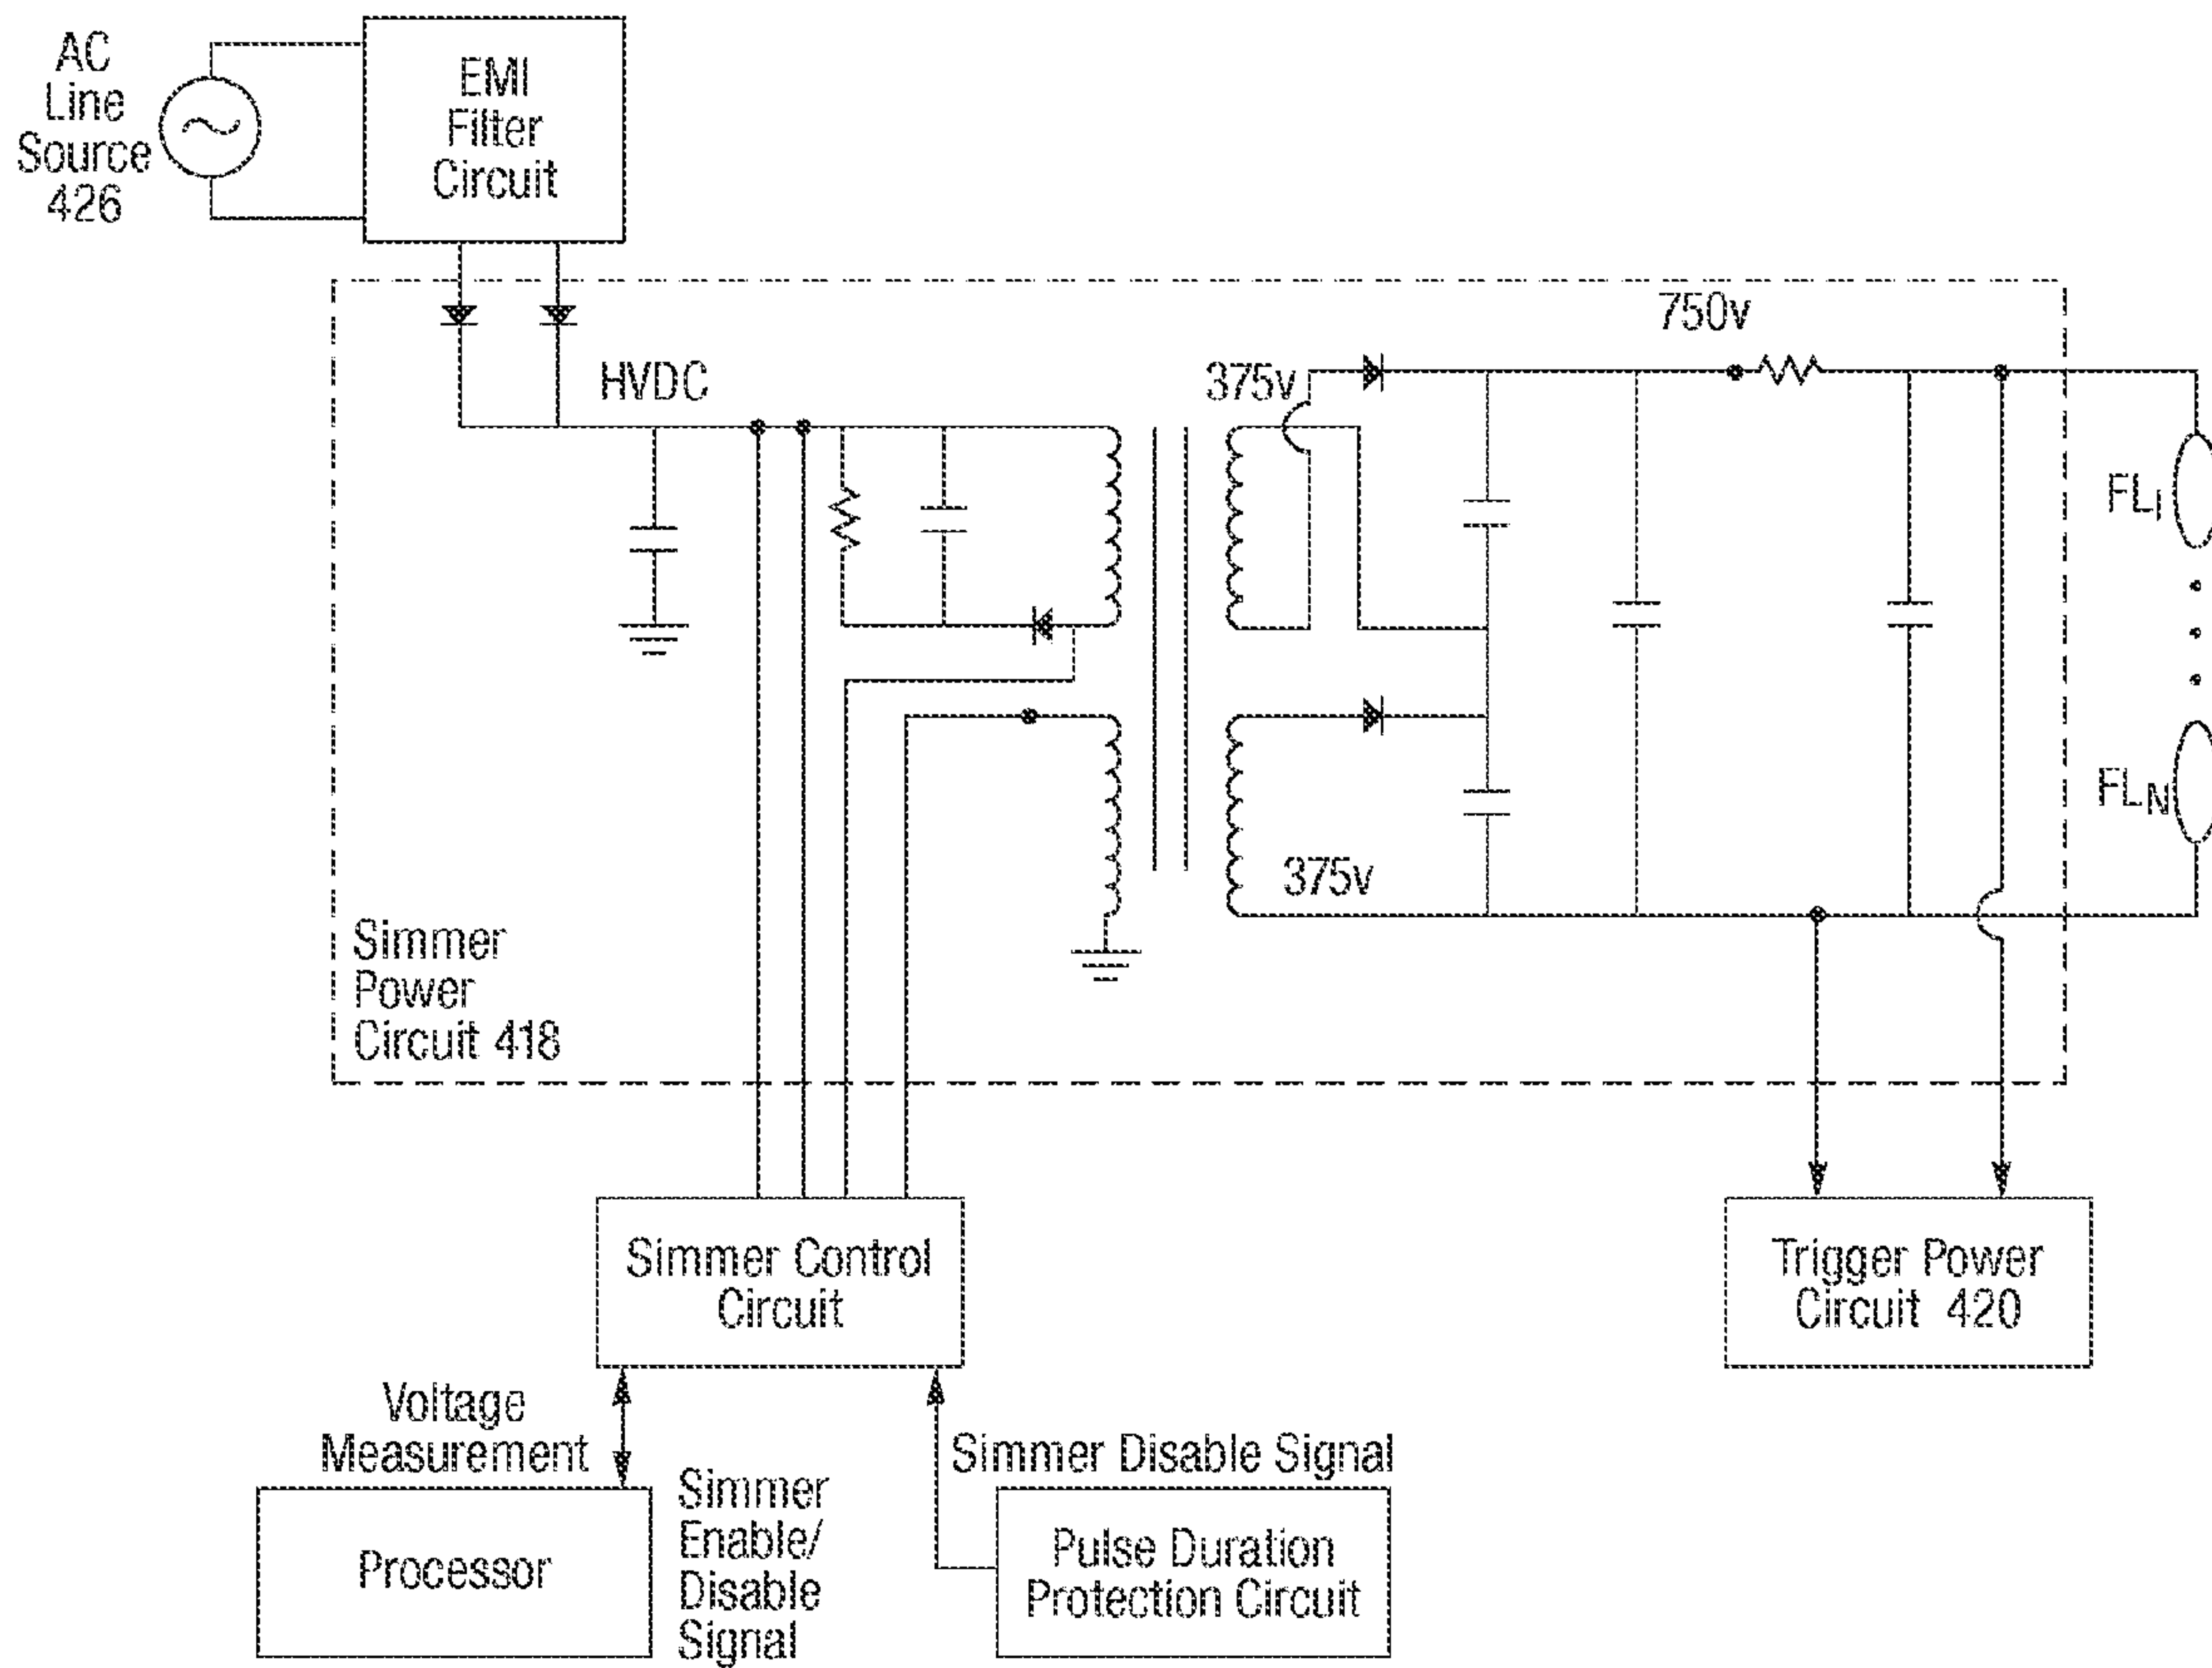 AC
Line
Source
426
EMI
Filter
Circuit
HVDC
750v
375v
FL1
FLN
375v
Simmer
Power
Circuit 418
Simmer Control
Circuit
Trigger Power
Circuit 420
Voltage
Measurement
Simmer Disable Signal
Simmer
Enable/
Disable
Signal
Processor
Pulse Duration
Protection Circuit